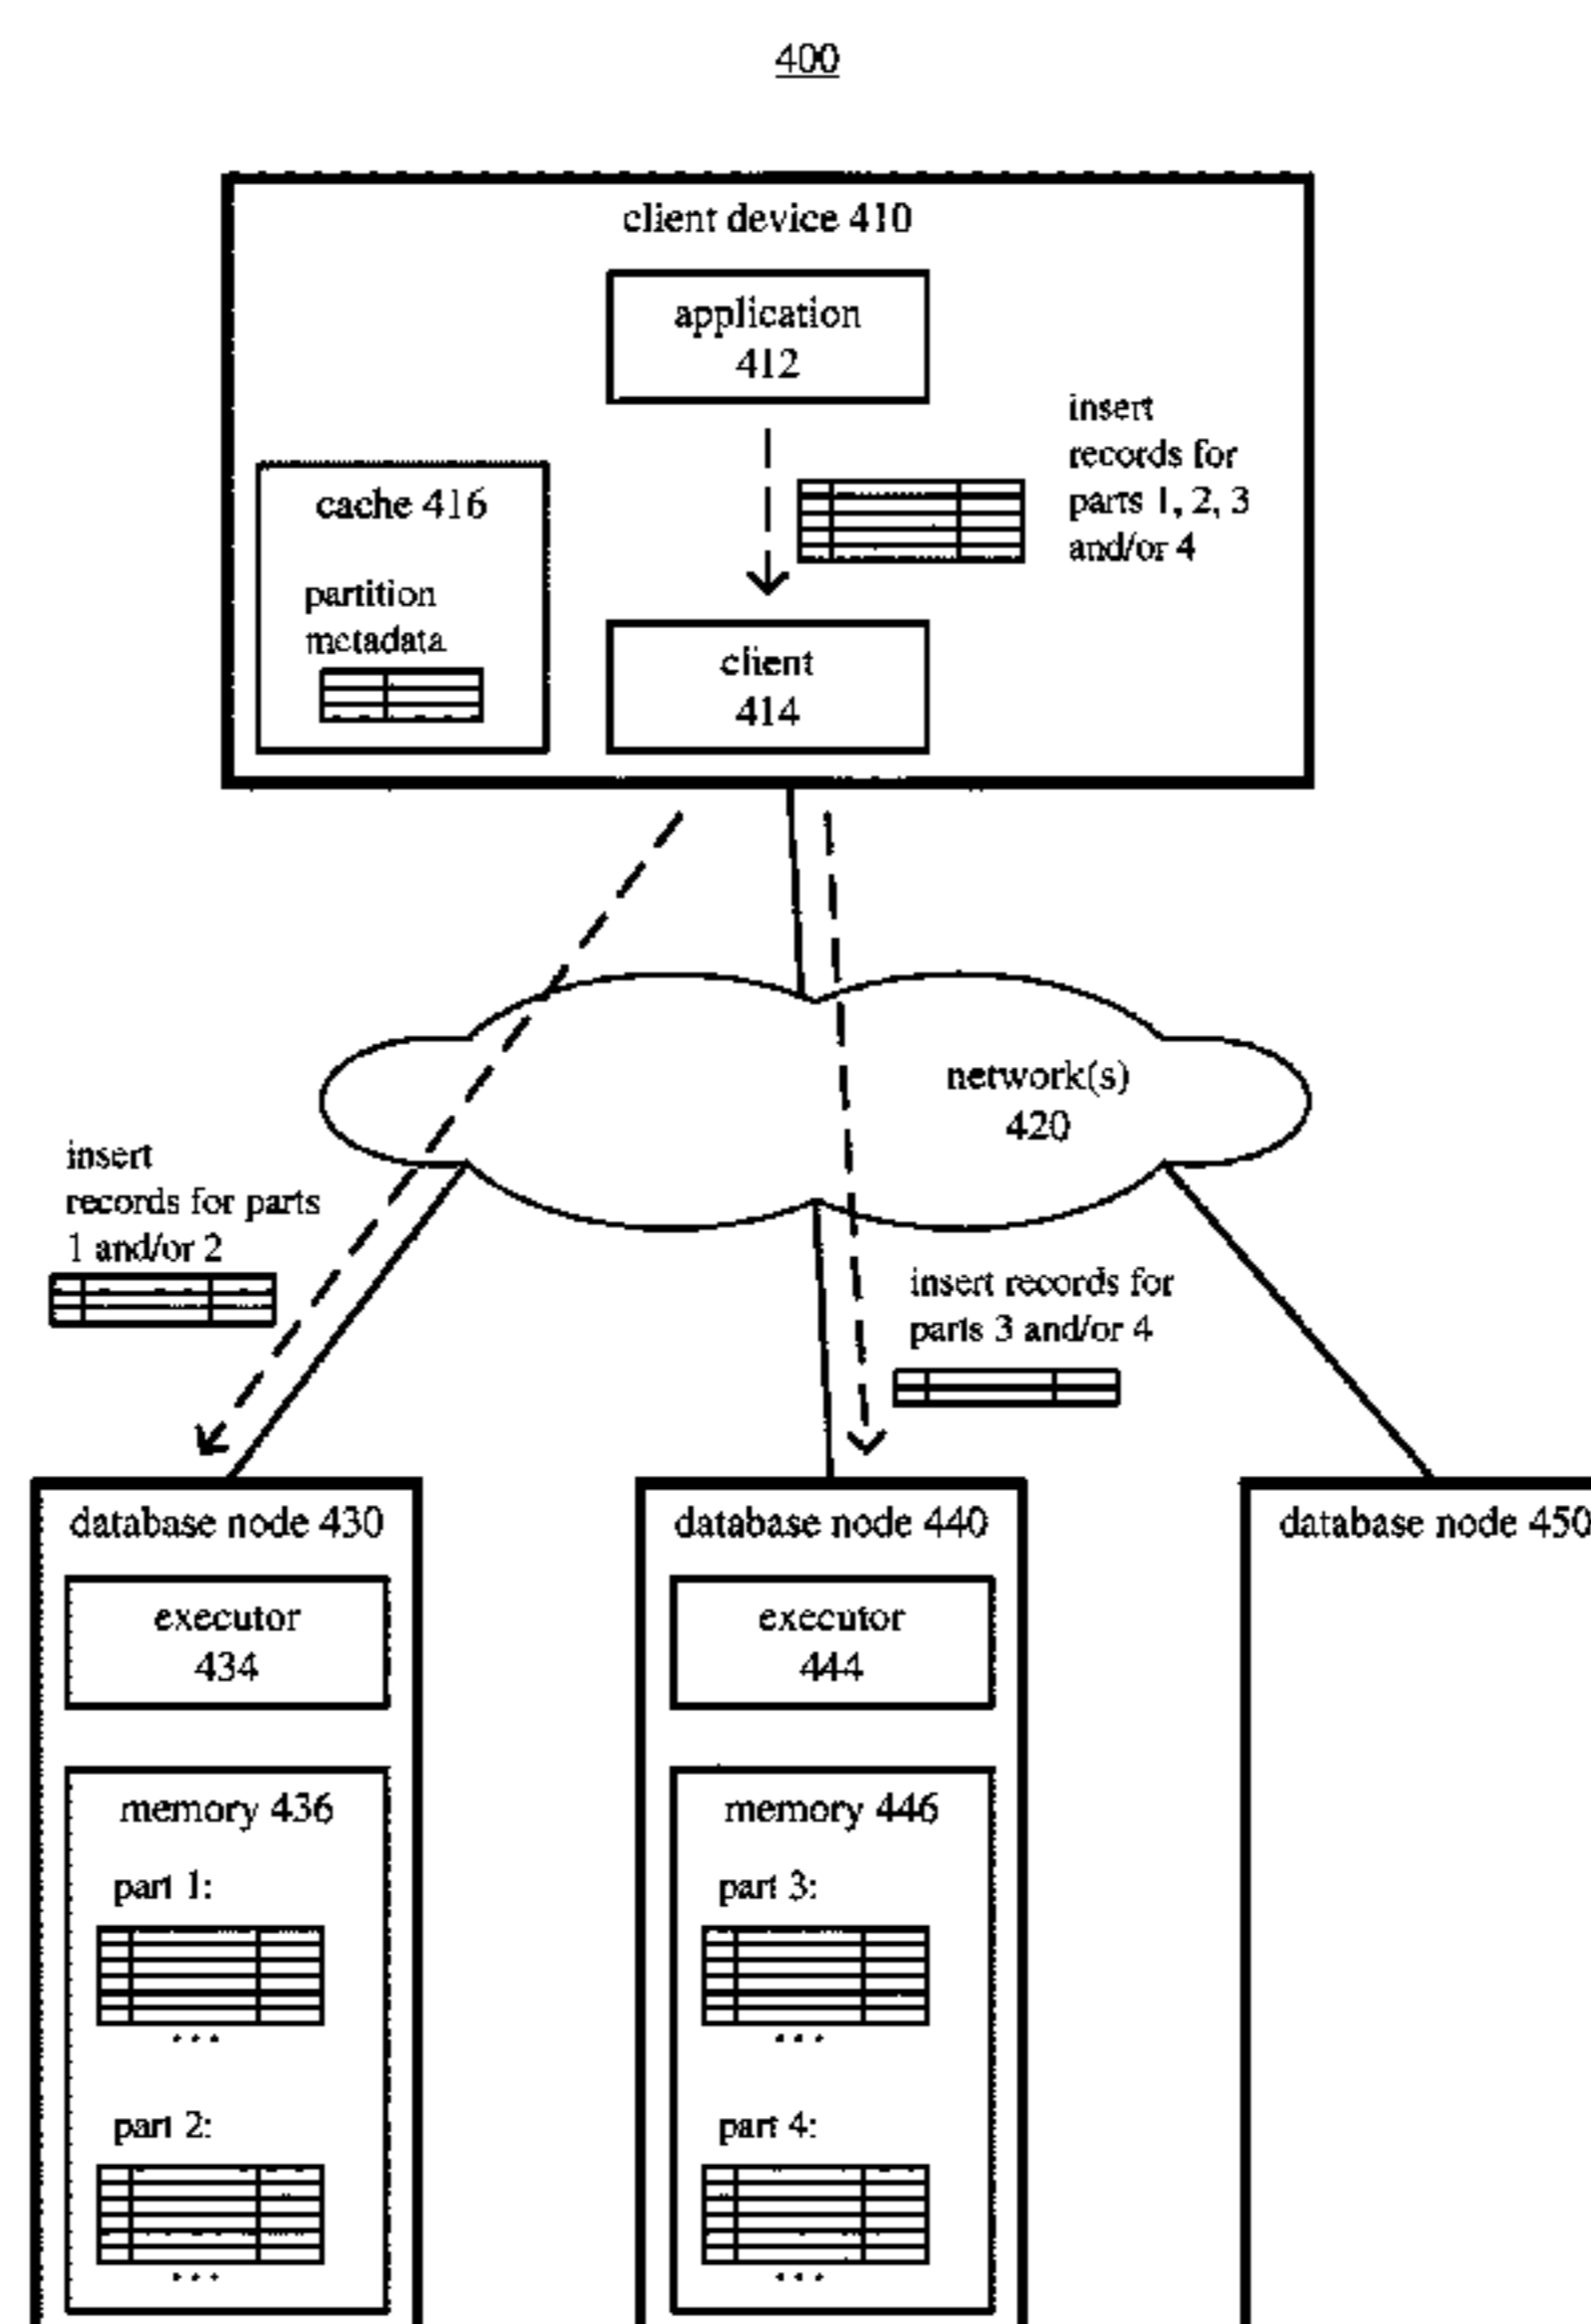 400
client device 410
application
412
insert
records for
parts 1, 2, 3
and/or 4
cache 416
partition
metadata
client
414
network(s)
420
insert
records for parts
1 and/or 2
insert records for
parts 3 and/or 4
database node 430
executor
434
memory 436
part 1:
...
part 2:
...
database node 440
executor
444
memory 446
part 3:
...
part 4:
...
database node 450